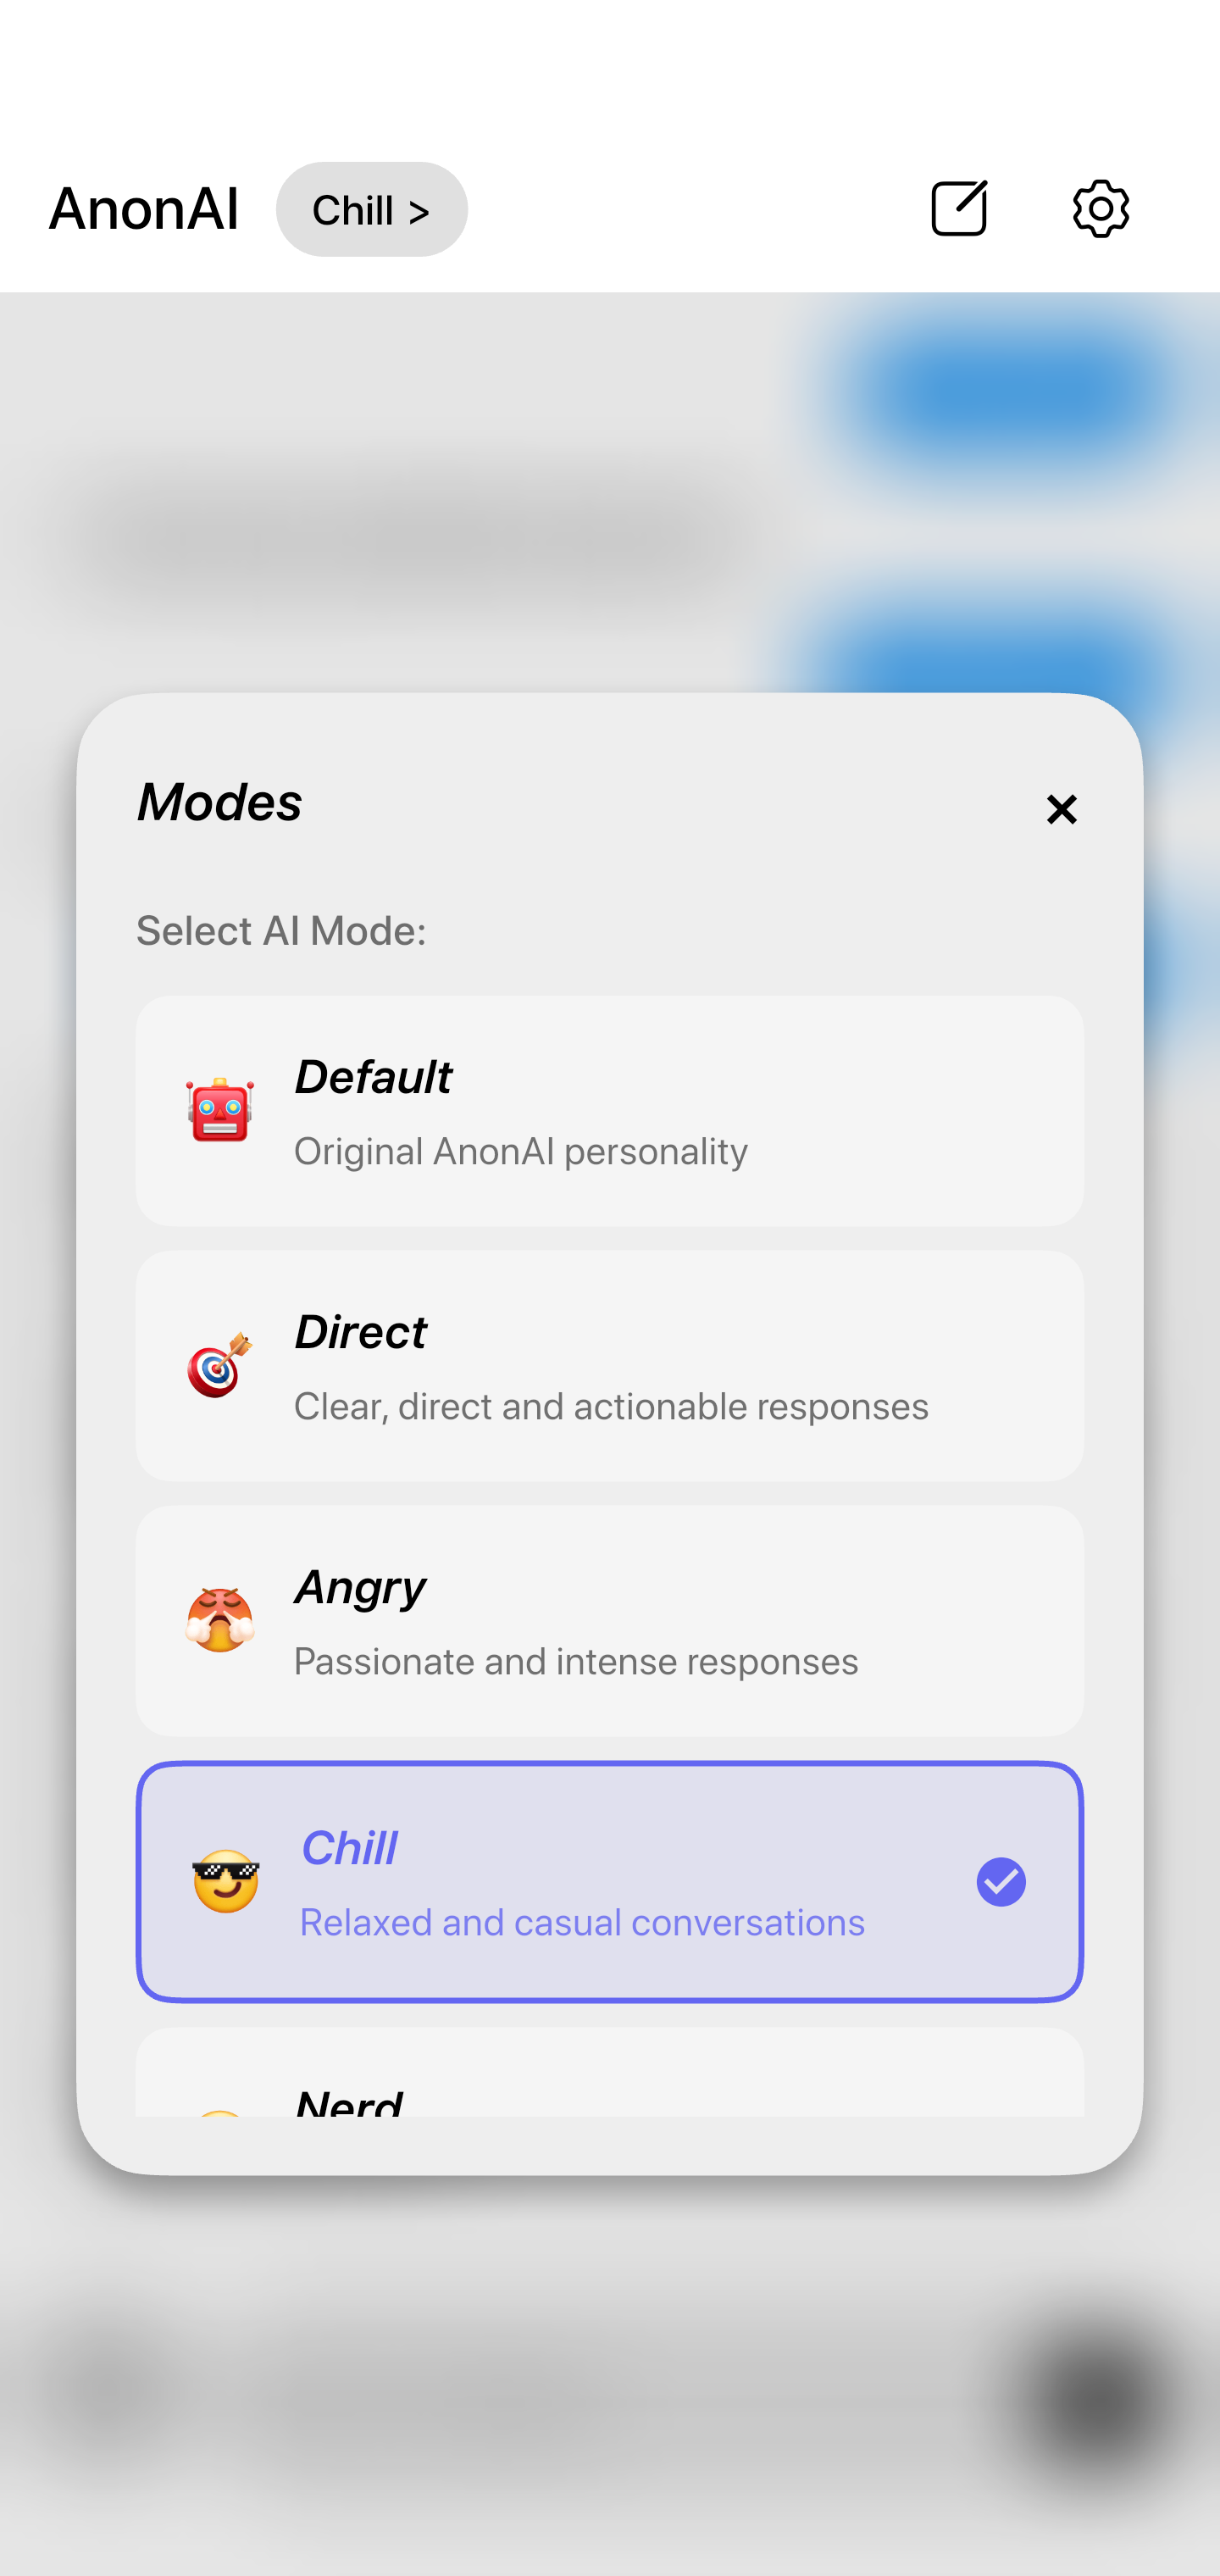 AnonAI
Chill >
Modes
Select AI Mode:
Default
Original AnonAI personality
Direct
Clear, direct and actionable responses
Angry
Passionate and intense responses
Chill
Relaxed and casual conversations
Nerd